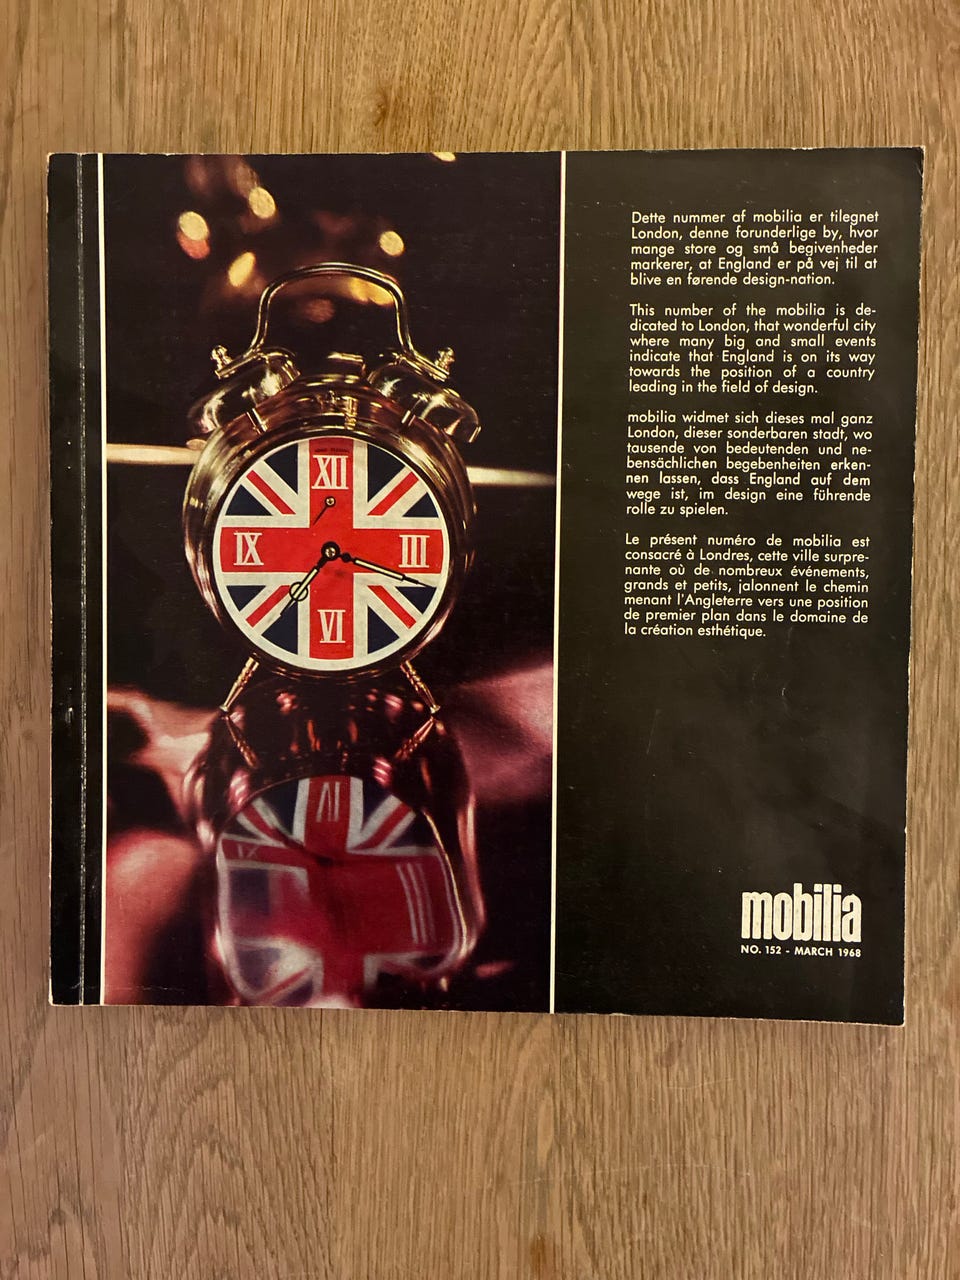 XII
IX
III
VI
Dette nummer af mobilia er tilegnet
London, denne forunderlige by, hvor
mange store og små begivenheder
markerer, at England er på vej til at
blive en førende design-nation.
This number of the mobilia is de-
dicated to London, that wonderful city
where many big and small events
indicate that England is on its way
towards the position of a country
leading in the field of design.
mobilia widmet sich dieses mal ganz
London, dieser sonderbaren stadt, wo
tausende von bedeutenden und ne-
bensächlichen begebenheiten erken-
nen lassen, dass England auf dem
wege ist, im design eine führende
rolle zu spielen.
Le présent numéro de mobilia est
consacré à Londres, cette ville surpre-
nante où de nombreux événements,
grands et petits, jalonnent le chemin
menant l'Angleterre vers une position
de premier plan dans le domaine de
la création esthétique.
mobilia
NO. 152 - MARCH 1968